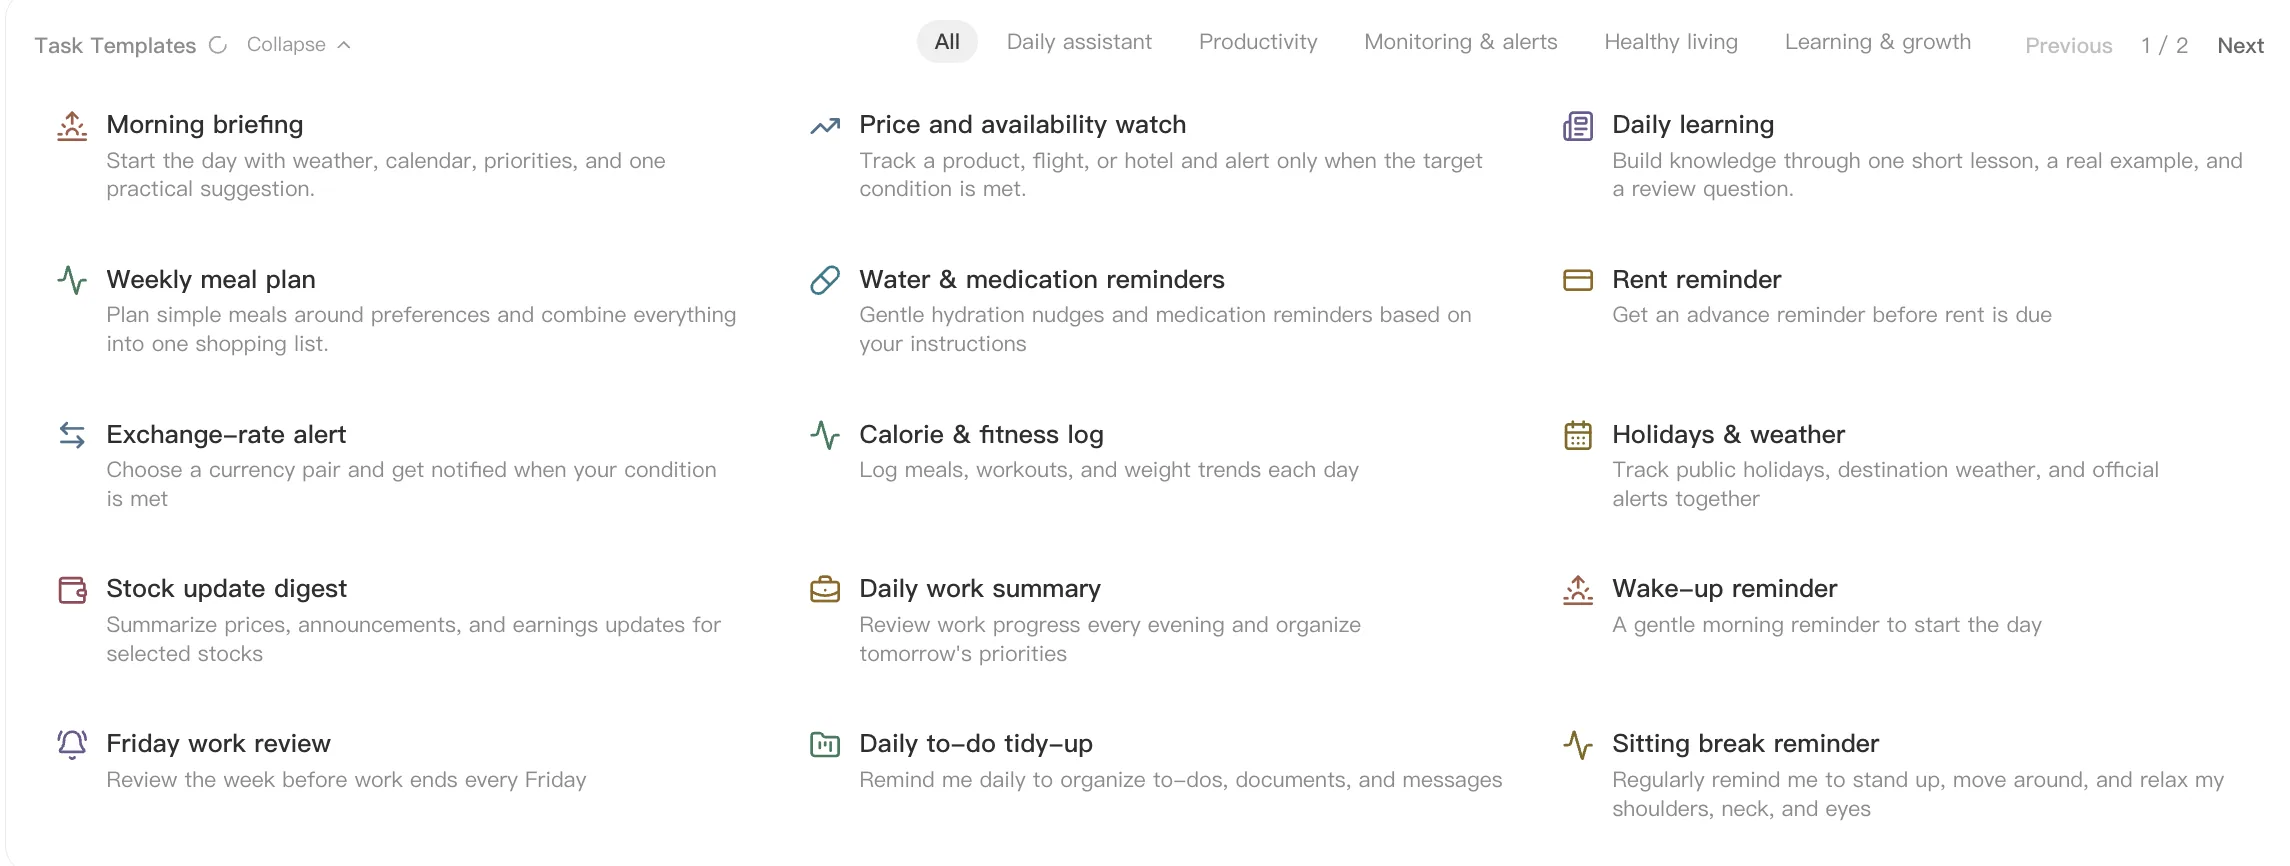 Task Templates Collapse
All Daily assistant Productivity Monitoring & alerts Healthy living Learning & growth Previous 1 / 2 Next
Morning briefing
Start the day with weather, calendar, priorities, and one
practical suggestion.
Price and availability watch
Track a product, flight, or hotel and alert only when the target
condition is met.
Daily learning
Build knowledge through one short lesson, a real example, and
a review question.
Weekly meal plan
Plan simple meals around preferences and combine everything
into one shopping list.
Water & medication reminders
Gentle hydration nudges and medication reminders based on
your instructions
Rent reminder
Get an advance reminder before rent is due
Exchange-rate alert
Choose a currency pair and get notified when your condition
is met
Calorie & fitness log
Log meals, workouts, and weight trends each day
Holidays & weather
Track public holidays, destination weather, and official
alerts together
Stock update digest
Summarize prices, announcements, and earnings updates for
selected stocks
Daily work summary
Review work progress every evening and organize
tomorrow's priorities
Wake-up reminder
A gentle morning reminder to start the day
Friday work review
Review the week before work ends every Friday
Daily to-do tidy-up
Remind me daily to organize to-dos, documents, and messages
Sitting break reminder
Regularly remind me to stand up, move around, and relax my
shoulders, neck, and eyes